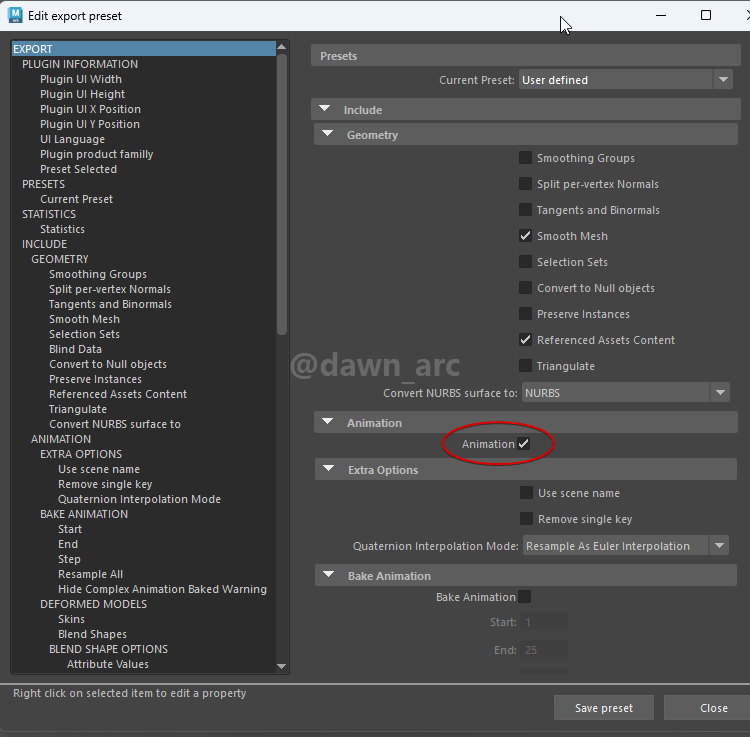 Edit export preset
EXPORT
PLUGIN INFORMATION
Plugin UI Width
Plugin UI Height
Plugin UI X Position
Plugin UI Y Position
UI Language
Plugin product familly
Preset Selected
PRESETS
Current Preset
STATISTICS
Statistics
INCLUDE
GEOMETRY
Smoothing Groups
Split per-vertex Normals
Tangents and Binormals
Smooth Mesh
Selection Sets
Blind Data
Convert to Null objects
Preserve Instances
Referenced Assets Content
Triangulate
Convert NURBS surface to
ANIMATION
EXTRA OPTIONS
Use scene name
Remove single key
Quaternion Interpolation Mode
BAKE ANIMATION
Start
End
Step
Resample All
Hide Complex Animation Baked Warning
DEFORMED MODELS
Skins
Blend Shapes
BLEND SHAPE OPTIONS
Attribute Values
Presets
Current Preset: User defined
Include
Geometry
Smoothing Groups
Split per-vertex Normals
Tangents and Binormals
Smooth Mesh
Selection Sets
Convert to Null objects
Preserve Instances
Referenced Assets Content
Triangulate
@dawn_arc
Convert NURBS surface to: NURBS
Animation
Animation
Extra Options
Use scene name
Remove single key
Quaternion Interpolation Mode: Resample As Euler Interpolation
Bake Animation
Bake Animation
Start: 1
End: 25
Right click on selected item to edit a property
Save preset
Close